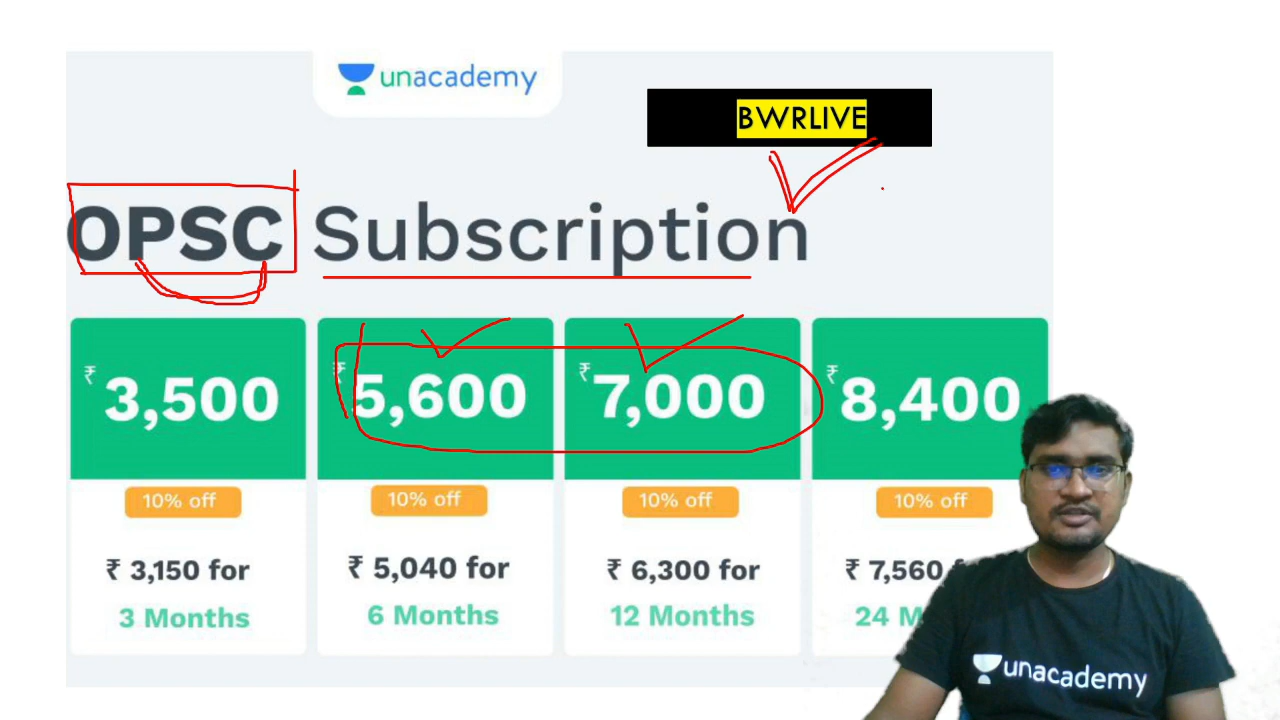 unacademy
BWRLIVE
OPSC Subscription
₹ 3,500
₹ 5,600
₹ 7,000
₹ 8,400
10% off
10% off
10% off
10% off
₹ 3,150 for
₹ 5,040 for
₹ 6,300 for
₹ 7,560
3 Months
6 Months
12 Months
24 M
unacademy